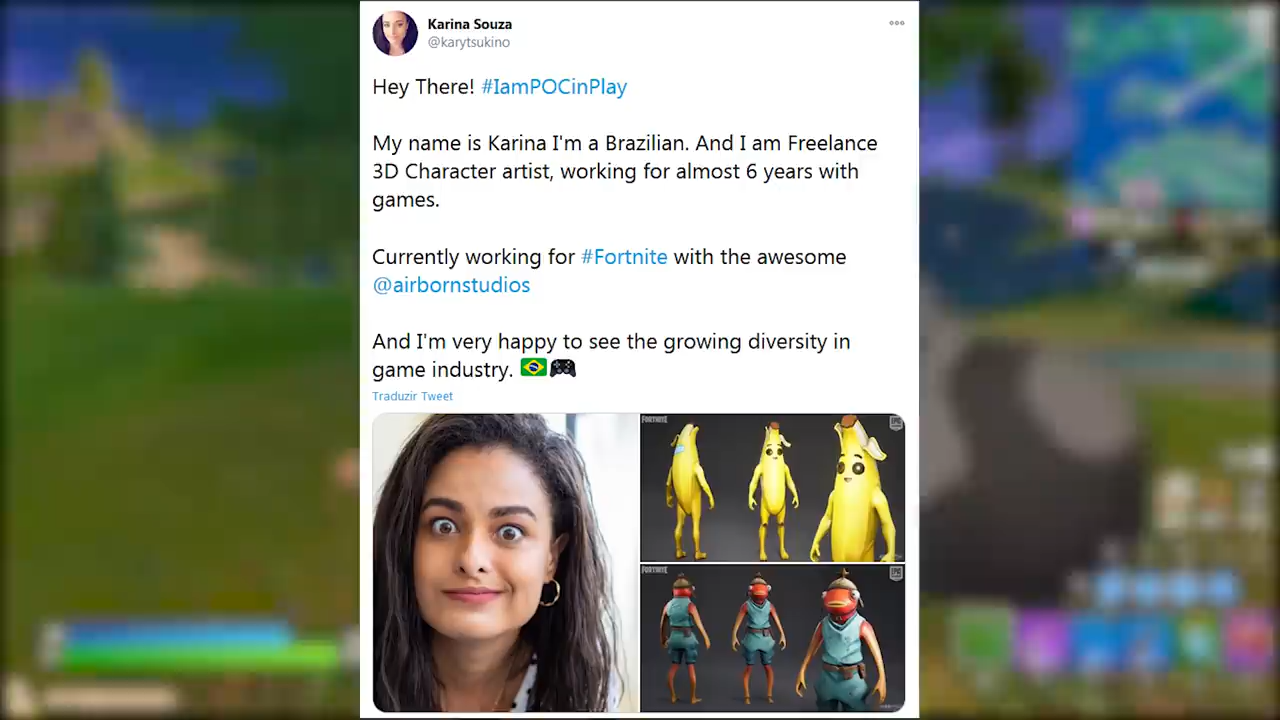 Karina Souza
@karytsukino
Hey There! #IamPOCinPlay
My name is Karina I'm a Brazilian. And I am Freelance
3D Character artist, working for almost 6 years with
games.
Currently working for #Fortnite with the awesome
@airbornstudios
And I'm very happy to see the growing diversity in
game industry.
Traduzir Tweet
FORTNITE
EPIC
FORTNITE
EPIC